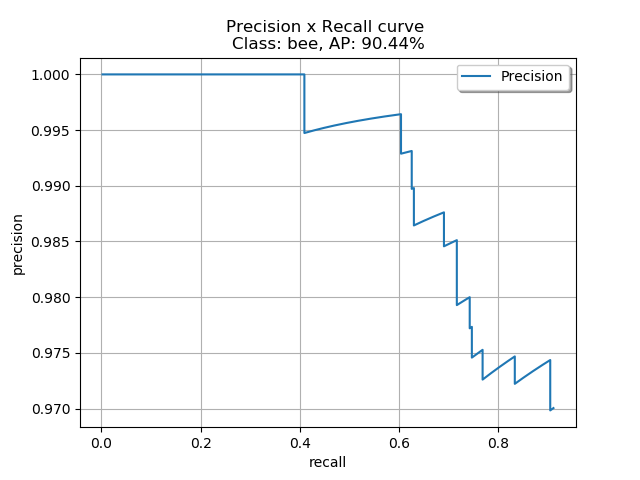 Precision x Recall curve
Class: bee, AP: 90.44%
Precision
1.000
0.995
0.990
0.985
0.980
0.975
0.970
precision
0.0 0.2 0.4 0.6 0.8
recall